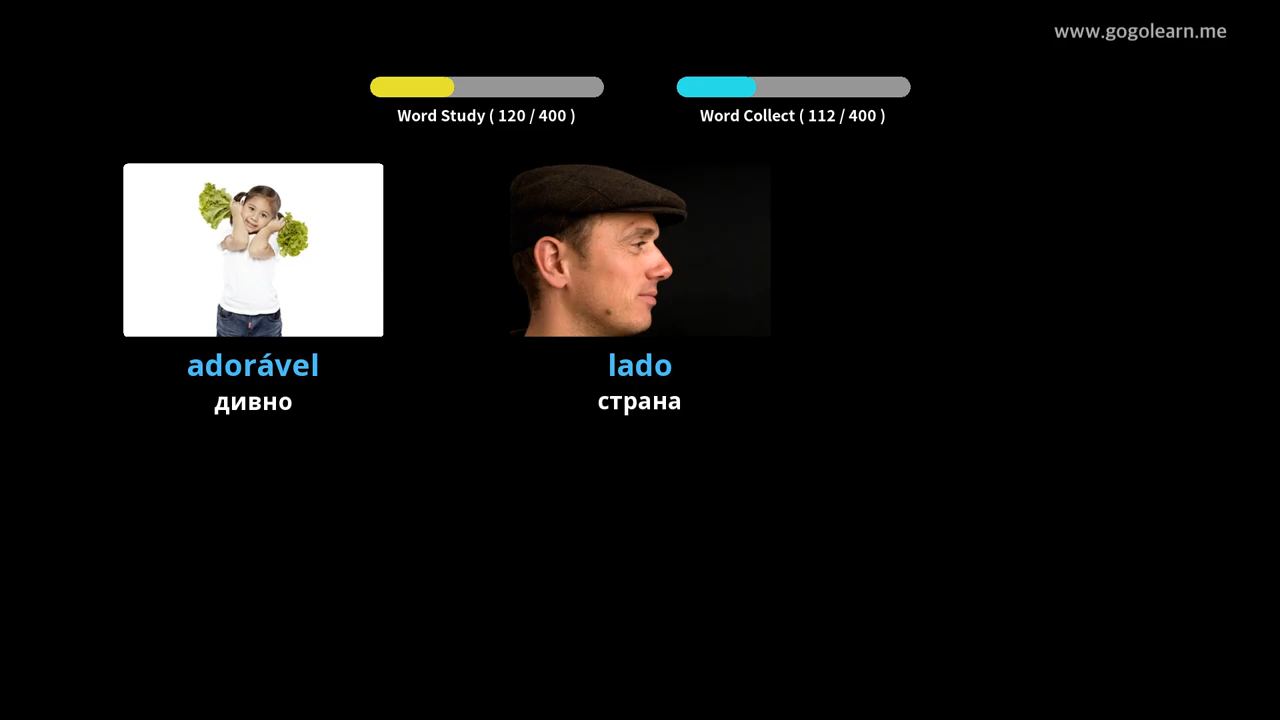 www.gogolearn.me
Word Study ( 120 / 400 )
Word Collect ( 112 / 400 )
adorável
дивно
lado
страна